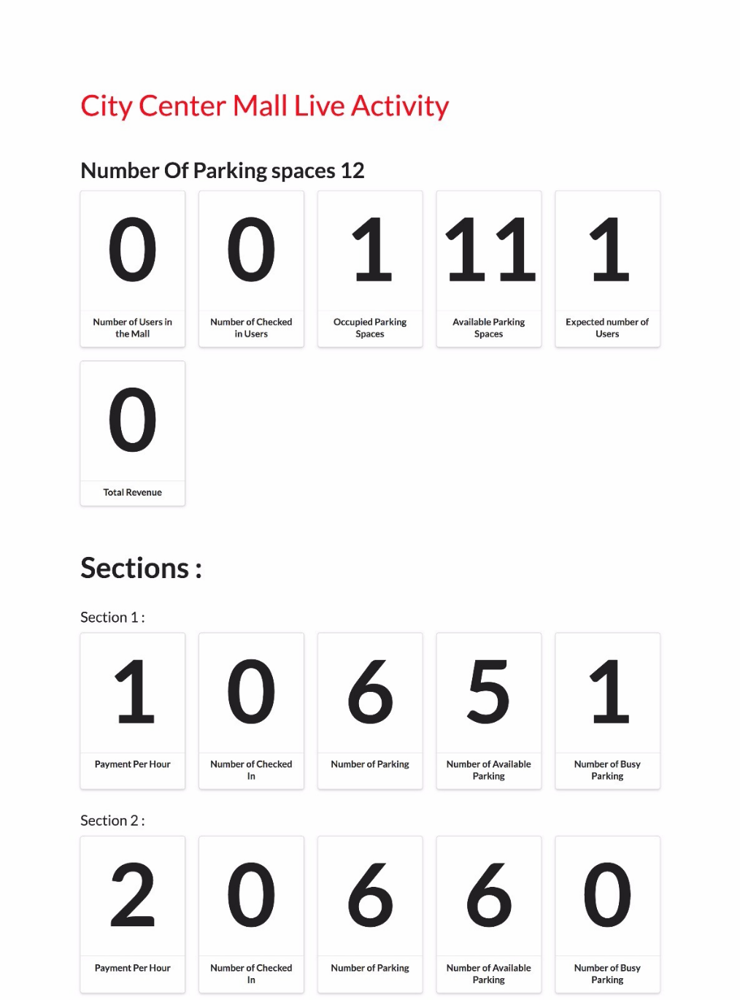 City Center Mall Live Activity
Number Of Parking spaces 12
0
Number of Users in
the Mall
0
Number of Checked
in Users
1
Occupied Parking
Spaces
11
Available Parking
Spaces
1
Expected number of
Users
0
Total Revenue
Sections :
Section 1 :
1
Payment Per Hour
0
Number of Checked
In
6
Number of Parking
5
Number of Available
Parking
1
Number of Busy
Parking
Section 2 :
2
Payment Per Hour
0
Number of Checked
In
6
Number of Parking
6
Number of Available
Parking
0
Number of Busy
Parking